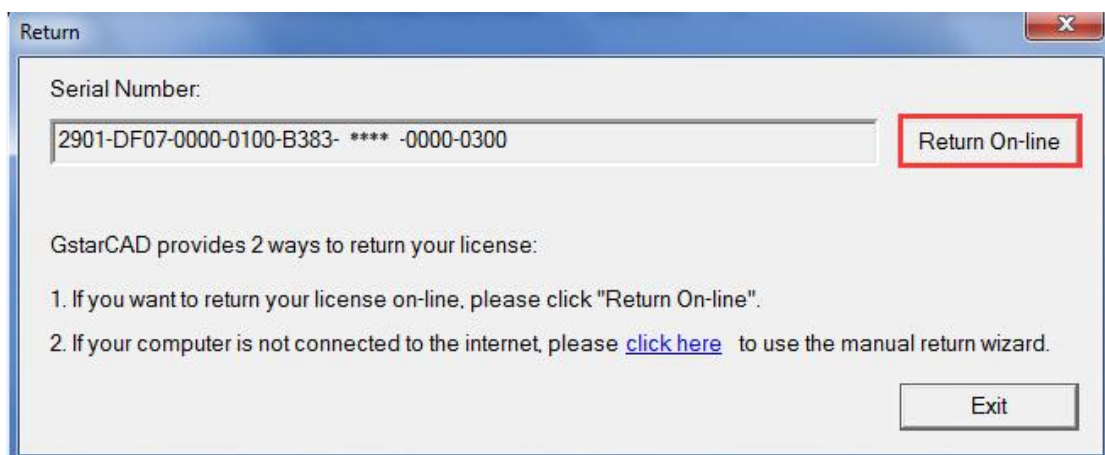 Return
Serial Number:
2901-DF07-0000-0100-B383- **** -0000-0300
Return On-line
GstarCAD provides 2 ways to return your license:
1. If you want to return your license on-line, please click "Return On-line".
2. If your computer is not connected to the internet, please click here to use the manual return wizard.
Exit